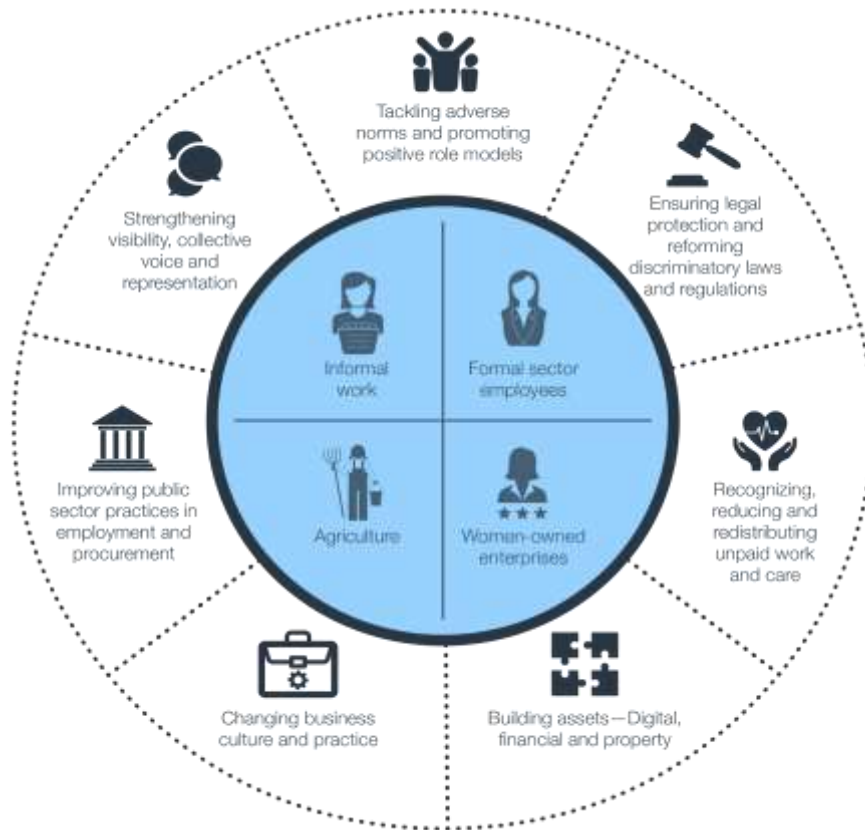 Tackling adverse
norms and promoting
positive role models
Ensuring legal
protection and
reforming
discriminatory laws
and regulations
Recognizing,
reducing and
redistributing
unpaid work
and care
Building assets—Digital,
financial and property
Changing business
culture and practice
Improving public
sector practices in
employment and
procurement
Strengthening
visibility, collective
voice and
representation
Informal
work
Formal sector
employees
Agriculture
Women-owned
enterprises